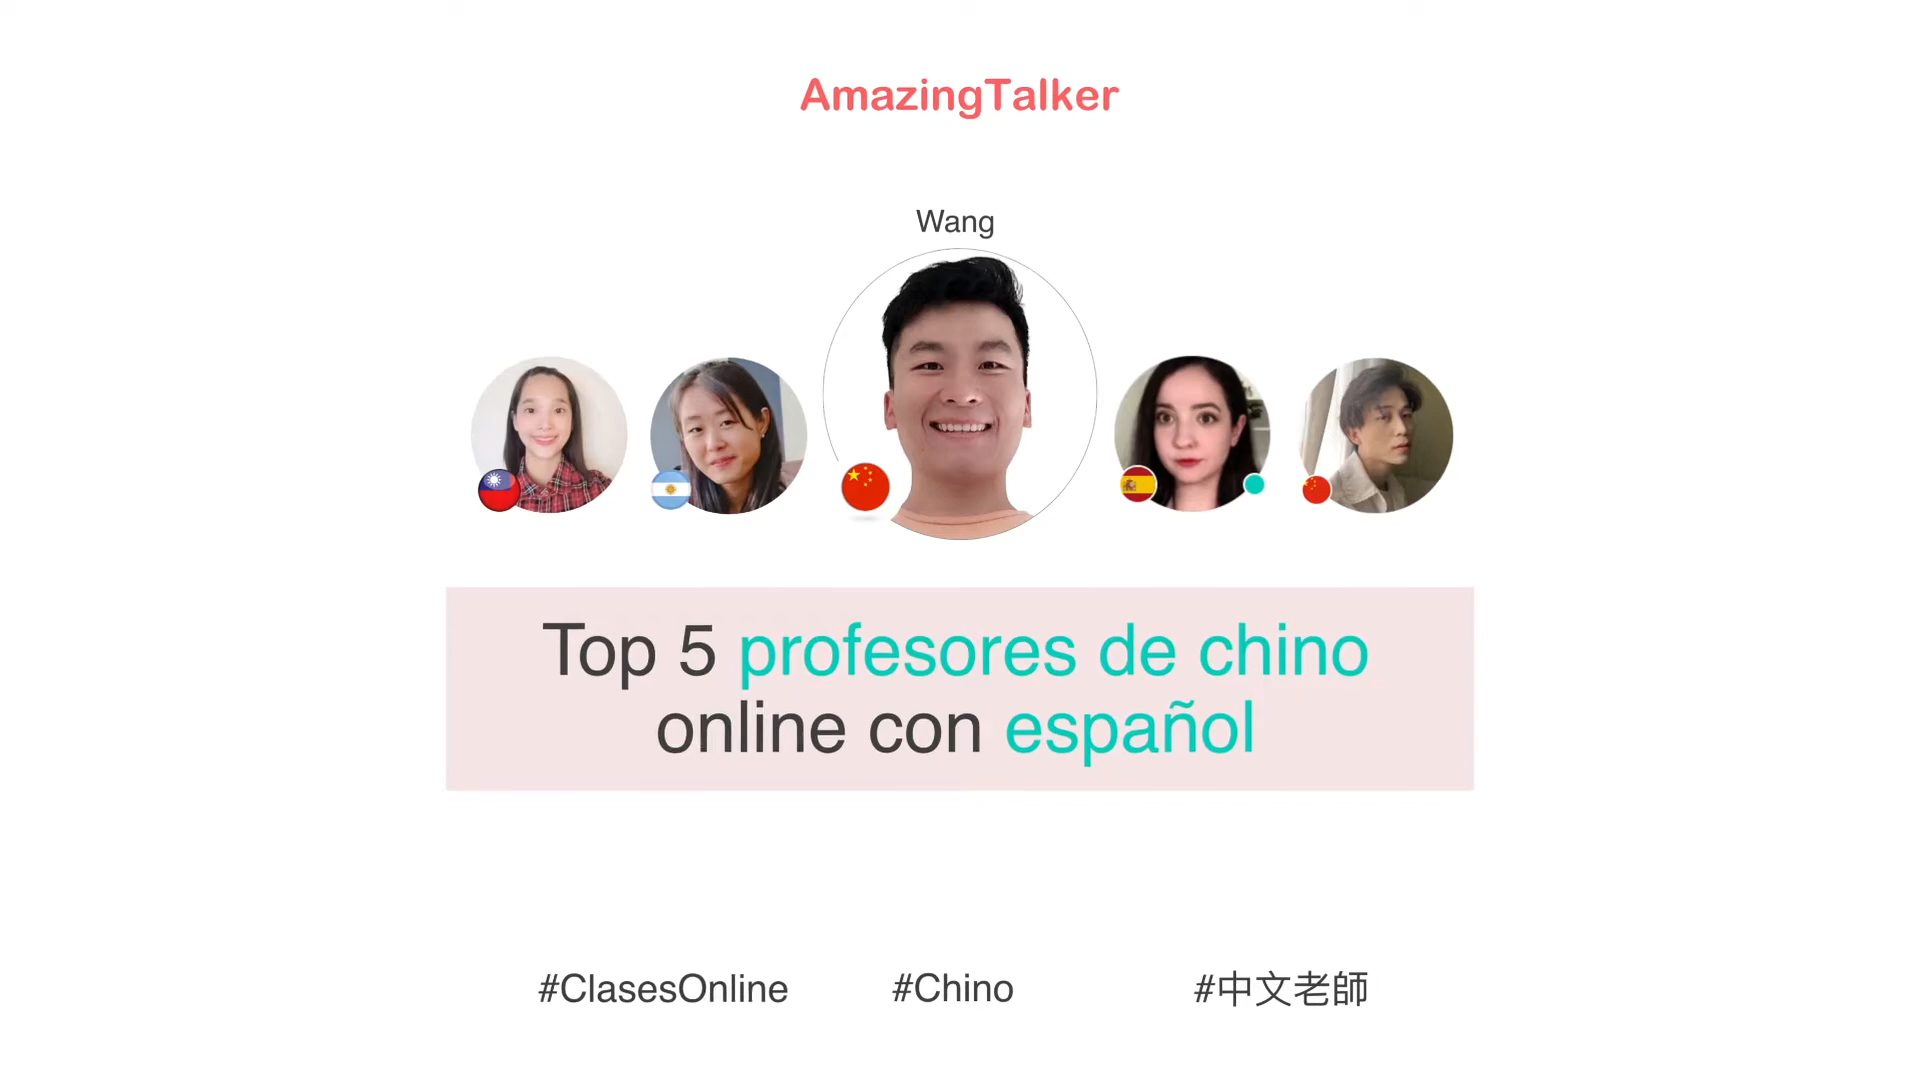 AmazingTalker
Wang
Top 5 profesores de chino
online con español
#ClasesOnline #Chino #中文老師